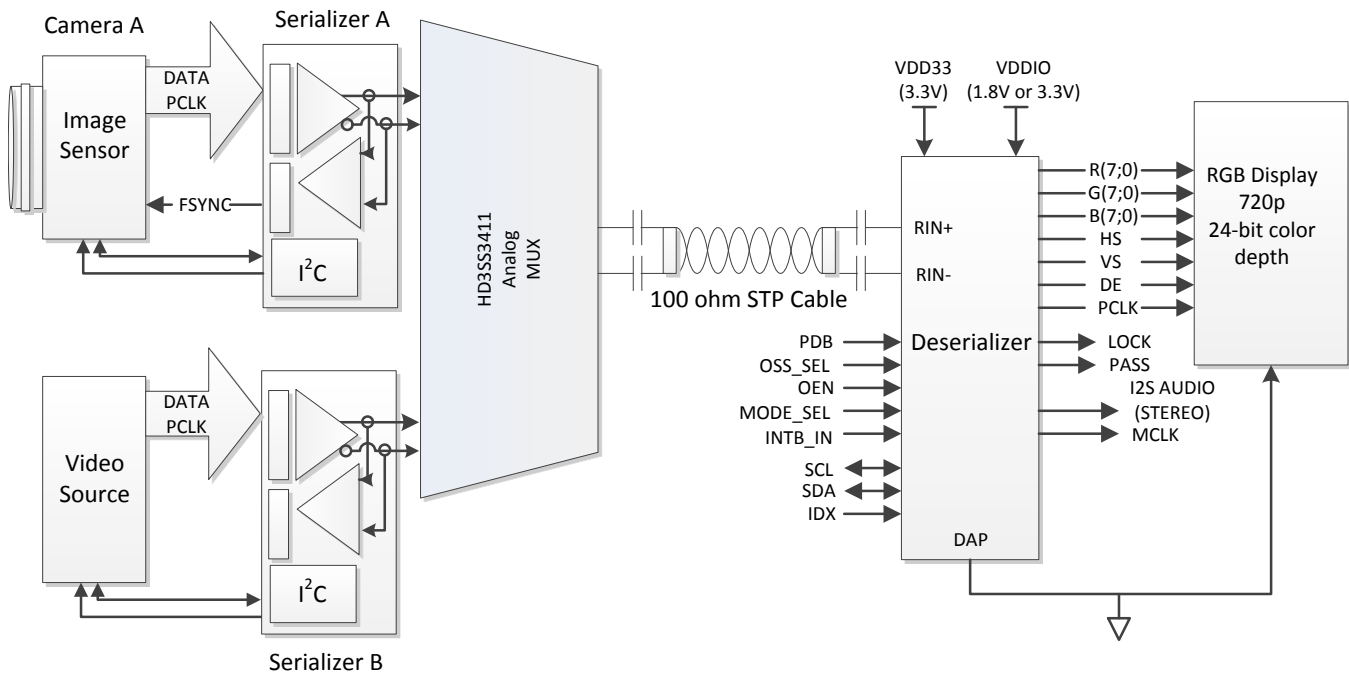 Camera A
Serializer A
Image
Sensor
DATA
PCLK
FSYNC
I²C
Video
Source
DATA
PCLK
I²C
Serializer B
HD3SS3411
Analog
MUX
100 ohm STP Cable
VDD33
(3.3V)
VDDIO
(1.8V or 3.3V)
RIN+
RIN-
Deserializer
DAP
PDB
OSS_SEL
OEN
MODE_SEL
INTB_IN
SCL
SDA
IDX
R(7;0)
G(7;0)
B(7;0)
HS
VS
DE
PCLK
LOCK
PASS
I2S AUDIO
(STEREO)
MCLK
RGB Display
720p
24-bit color
depth